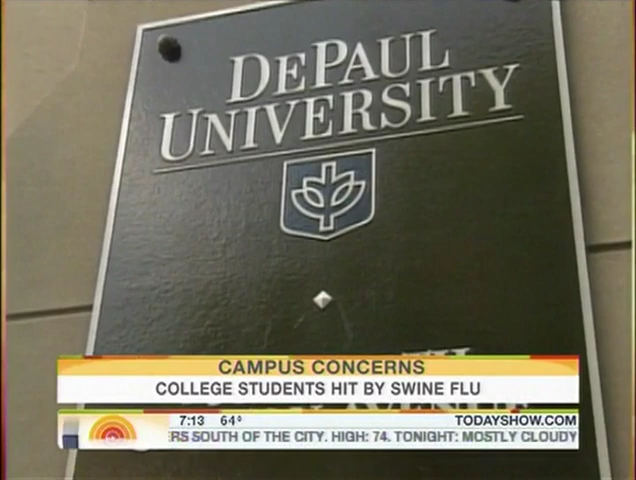 DEPAUL
UNIVERSITY
CAMPUS CONCERNS
COLLEGE STUDENTS HIT BY SWINE FLU
7:13 64° TODAYSHOW.COM
RS SOUTH OF THE CITY. HIGH: 74. TONIGHT: MOSTLY CLOUDY